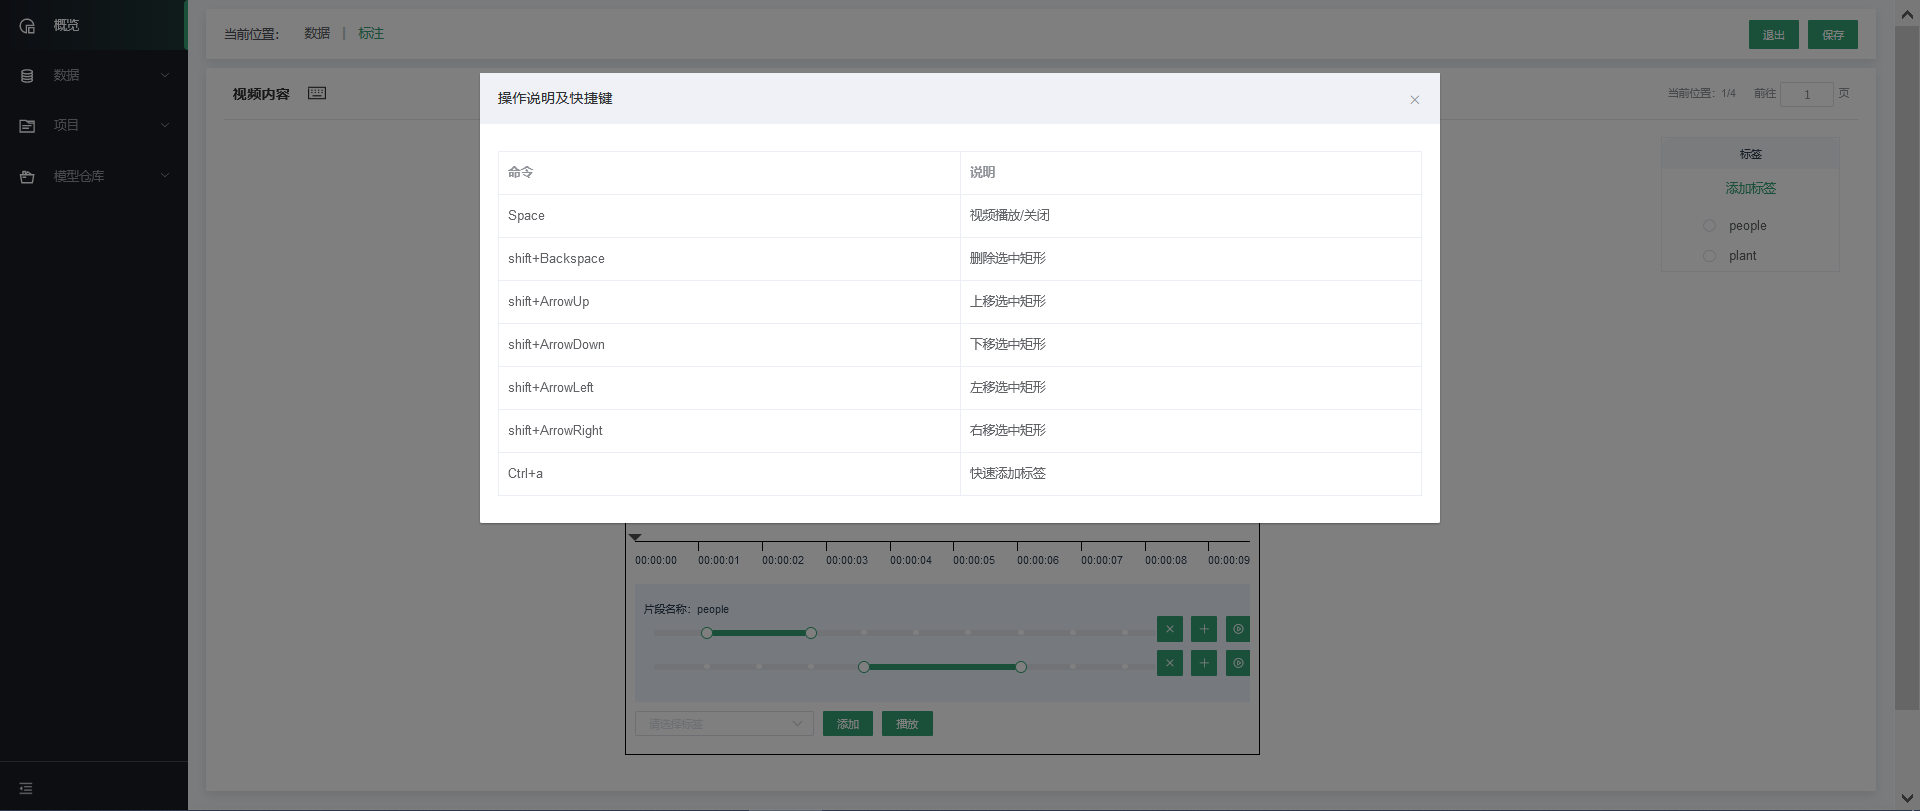 概览
数据
项目
模型仓库
当前位置： 数据 | 标注
退出 保存
视频内容
当前位置：1/4 前往 1 页
操作说明及快捷键
命令 说明
Space 视频播放/关闭
shift+Backspace 删除选中矩形
shift+ArrowUp 上移选中矩形
shift+ArrowDown 下移选中矩形
shift+ArrowLeft 左移选中矩形
shift+ArrowRight 右移选中矩形
Ctrl+a 快速添加标签
标签
添加标签
people
plant
00:00:00 00:00:01 00:00:02 00:00:03 00:00:04 00:00:05 00:00:06 00:00:07 00:00:08 00:00:09
片段名称：people
请选择标签 添加 播放